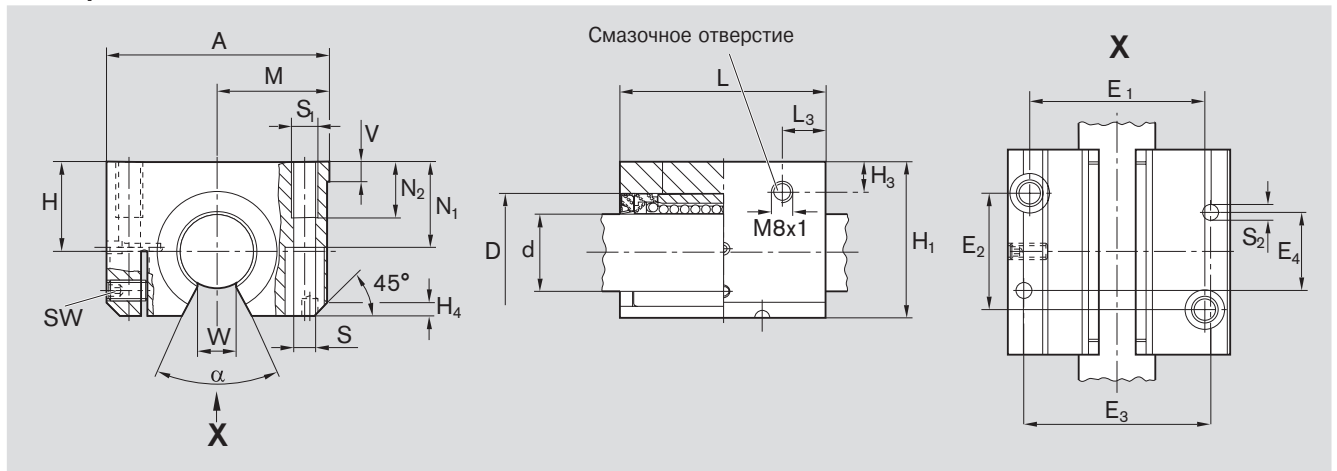 A
M
S₁
V
H
N₂
N₁
45°
H₄
SW
W
S
α
X
Смазочное отверстие
L
L₃
H₃
D
d
M8x1
H₁
X
E₁
E₂
S₂
E₄
E₃